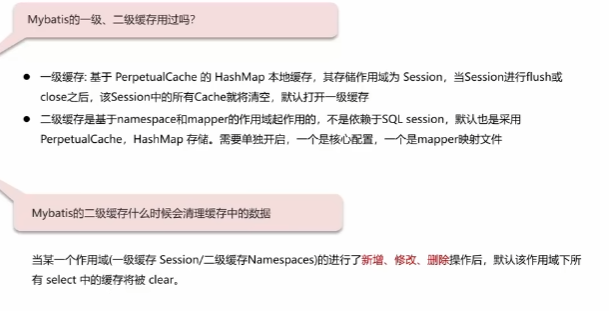 Mybatis的一级、二级缓存用过吗?
● 一级缓存: 基于 PerpetualCache 的 HashMap 本地缓存，其存储作用域为 Session，当Session进行flush或
close之后，该Session中的所有Cache就将清空，默认打开一级缓存
● 二级缓存是基于namespace和mapper的作用域起作用的，不是依赖于SQL session，默认也是采用
PerpetualCache，HashMap 存储。需要单独开启，一个是核心配置，一个是mapper映射文件
Mybatis的二级缓存什么时候会清理缓存中的数据
当某一个作用域(一级缓存 Session/二级缓存Namespaces)的进行了新增、修改、删除操作后，默认该作用域下所
有 select 中的缓存将被 clear。